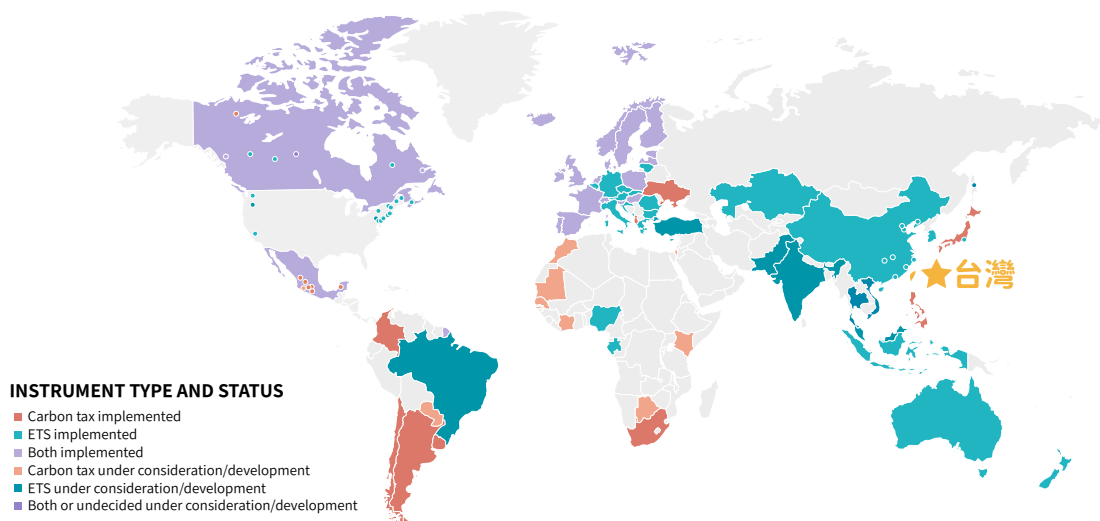 台灣
INSTRUMENT TYPE AND STATUS
Carbon tax implemented
ETS implemented
Both implemented
Carbon tax under consideration/development
ETS under consideration/development
Both or undecided under consideration/development